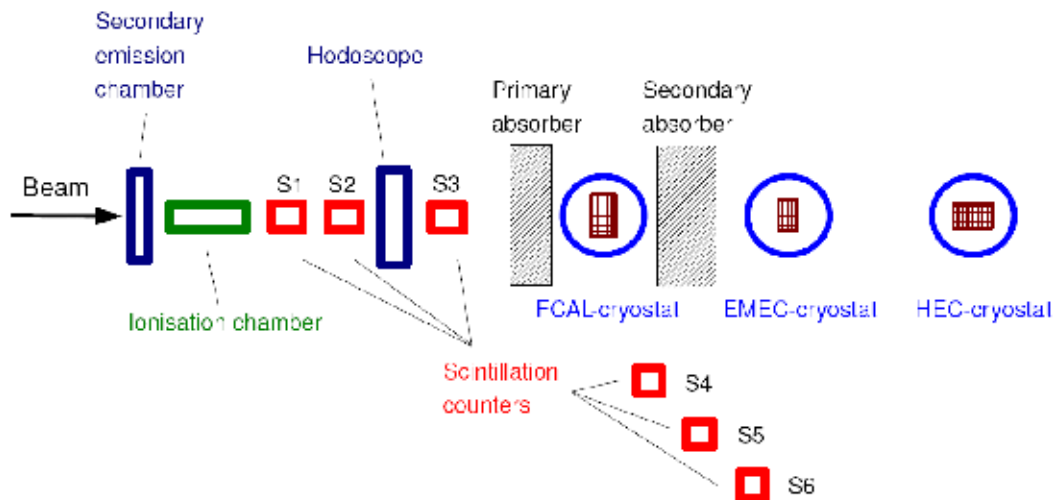 Secondary
emission
chamber
Hodoscope
Primary
absorber
Secondary
absorber
Beam
S1
S2
S3
Ionisation chamber
FCAL-cryostat
EMEC-cryostat
HEC-cryostat
Scintillation
counters
S4
S5
S6